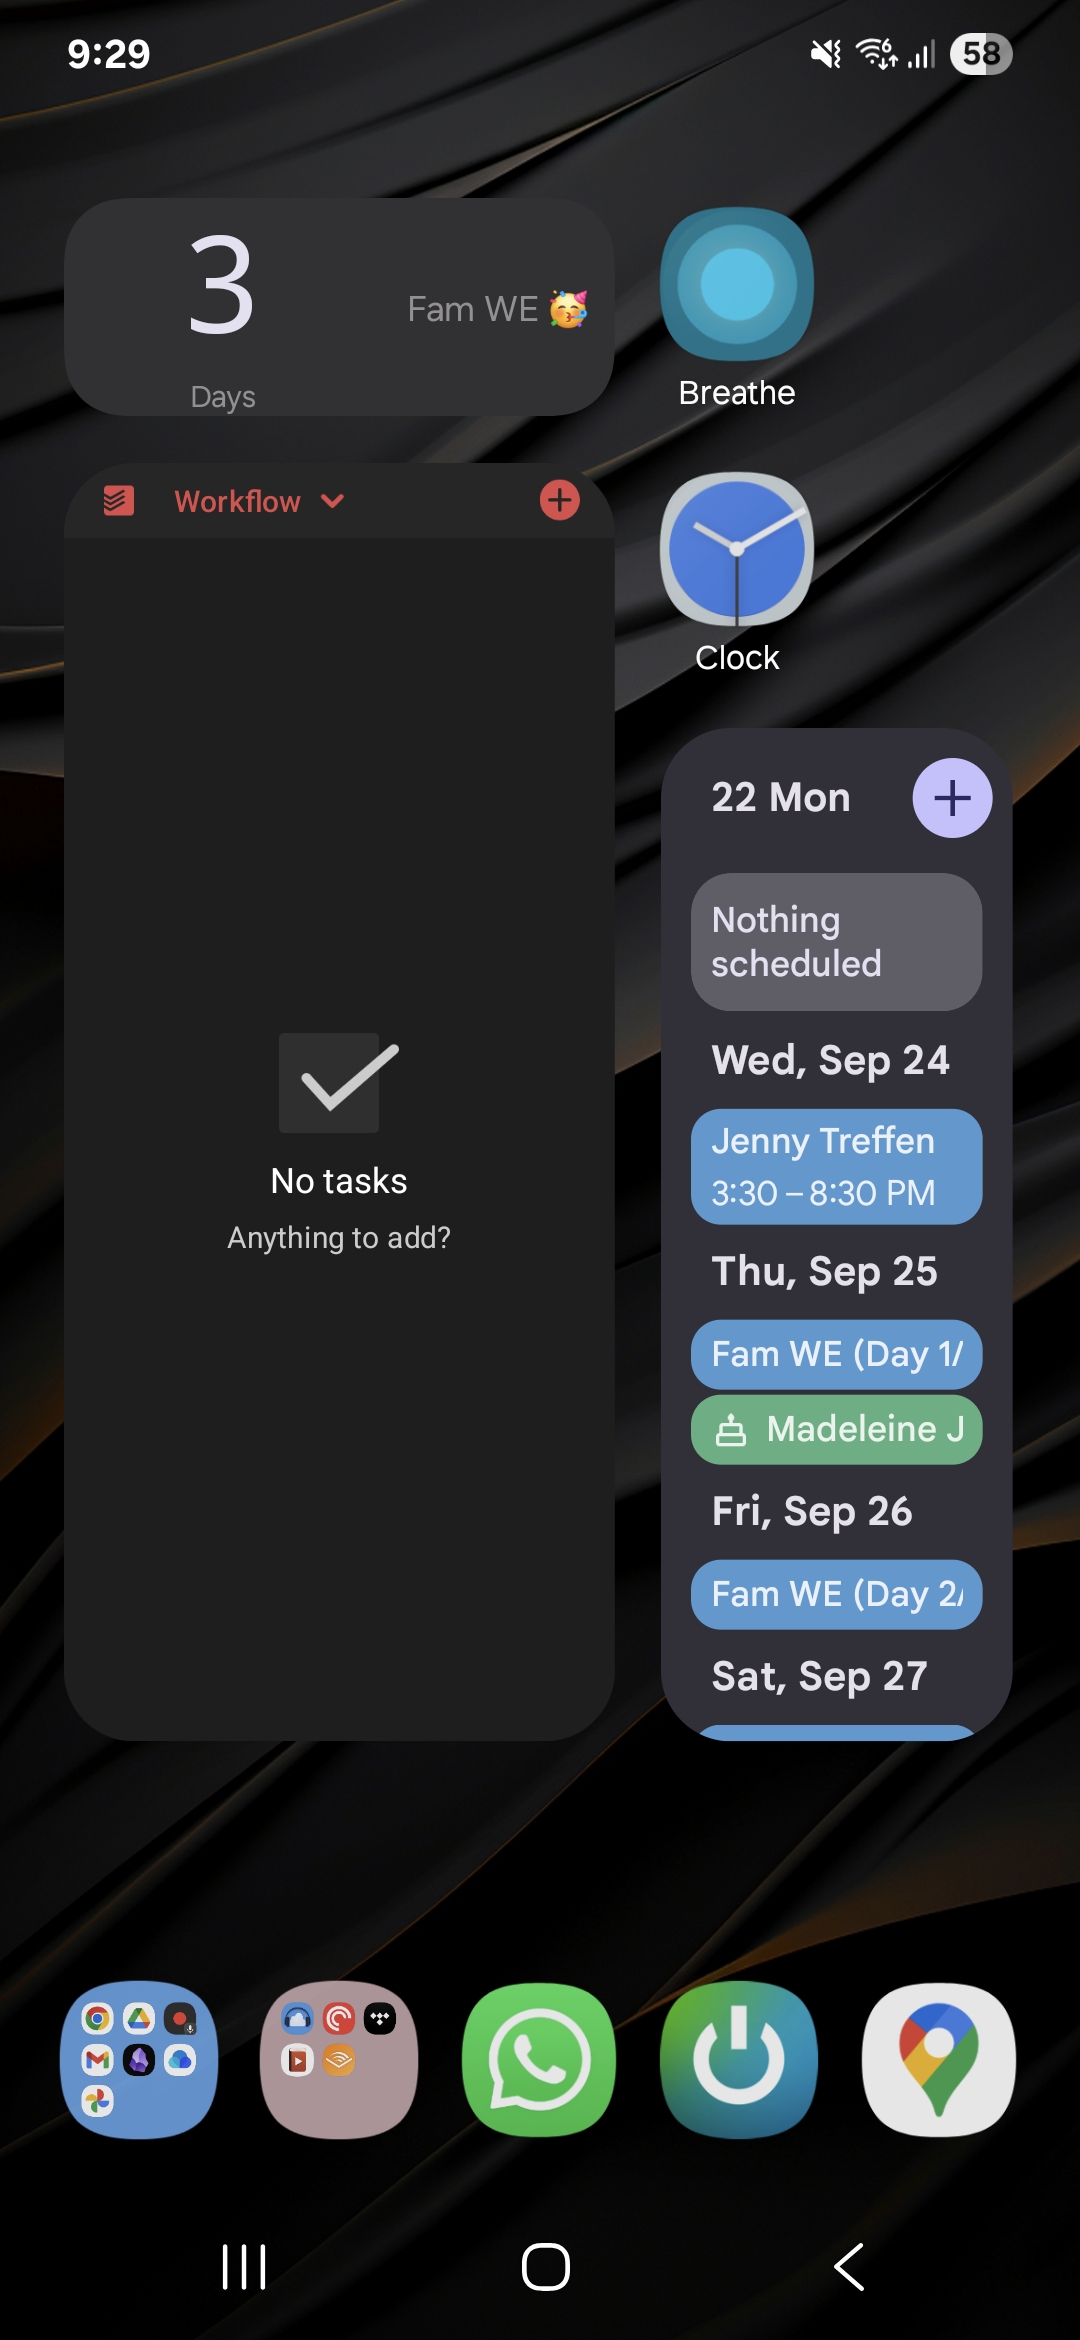 9:29
6
58
3
Days
Fam WE 🥳
Breathe
Workflow
Clock
No tasks
Anything to add?
22 Mon
Nothing
scheduled
Wed, Sep 24
Jenny Treffen
3:30 – 8:30 PM
Thu, Sep 25
Fam WE (Day 1/
Madeleine J
Fri, Sep 26
Fam WE (Day 2/
Sat, Sep 27